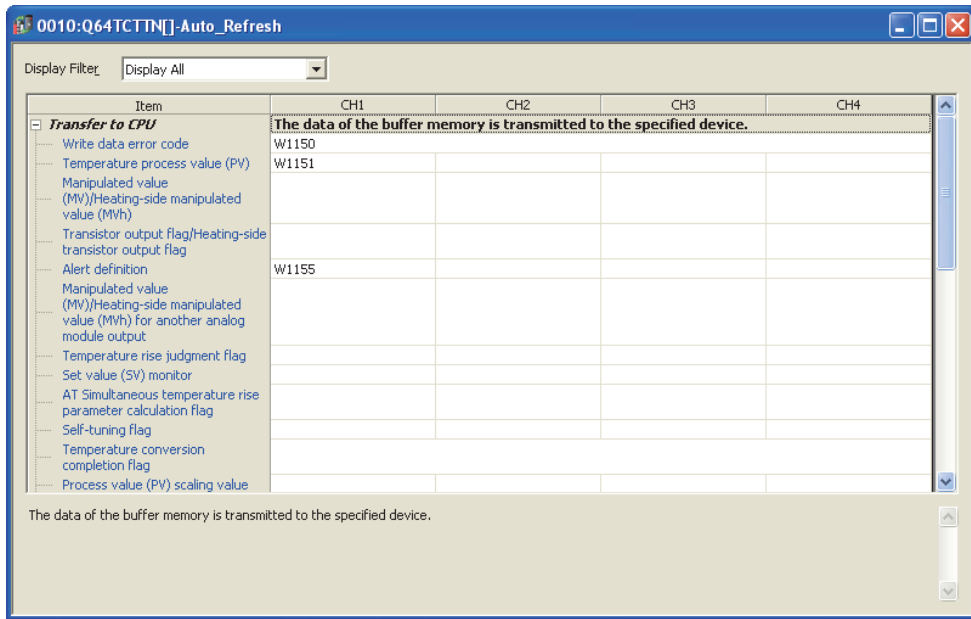 0010:Q64TCTTN[]-Auto_Refresh
Display Filter Display All
Item CH1 CH2 CH3 CH4
Transfer to CPU The data of the buffer memory is transmitted to the specified device.
Write data error code W1150
Temperature process value (PV) W1151
Manipulated value
(MV)/Heating-side manipulated
value (MVh)
Transistor output flag/Heating-side
transistor output flag
Alert definition W1155
Manipulated value
(MV)/Heating-side manipulated
value (MVh) for another analog
module output
Temperature rise judgment flag
Set value (SV) monitor
AT Simultaneous temperature rise
parameter calculation flag
Self-tuning flag
Temperature conversion
completion flag
Process value (PV) scaling value
The data of the buffer memory is transmitted to the specified device.